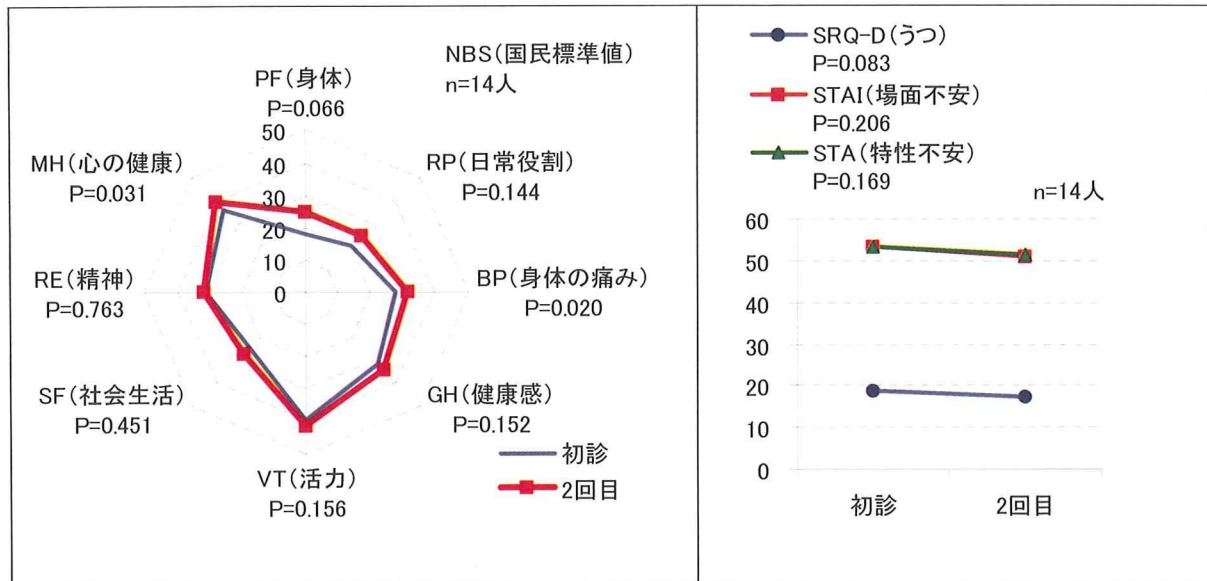 NBS(国民標準値)
n=14人
PF(身体)
P=0.066
RP(日常役割)
P=0.144
BP(身体の痛み)
P=0.020
GH(健康感)
P=0.152
VT(活力)
P=0.156
SF(社会生活)
P=0.451
RE(精神)
P=0.763
MH(心の健康)
P=0.031
50
40
30
20
10
0
初診
2回目
SRQ-D(うつ)
P=0.083
STAI(場面不安)
P=0.206
STA(特性不安)
P=0.169
n=14人
60
50
40
30
20
10
0
初診
2回目